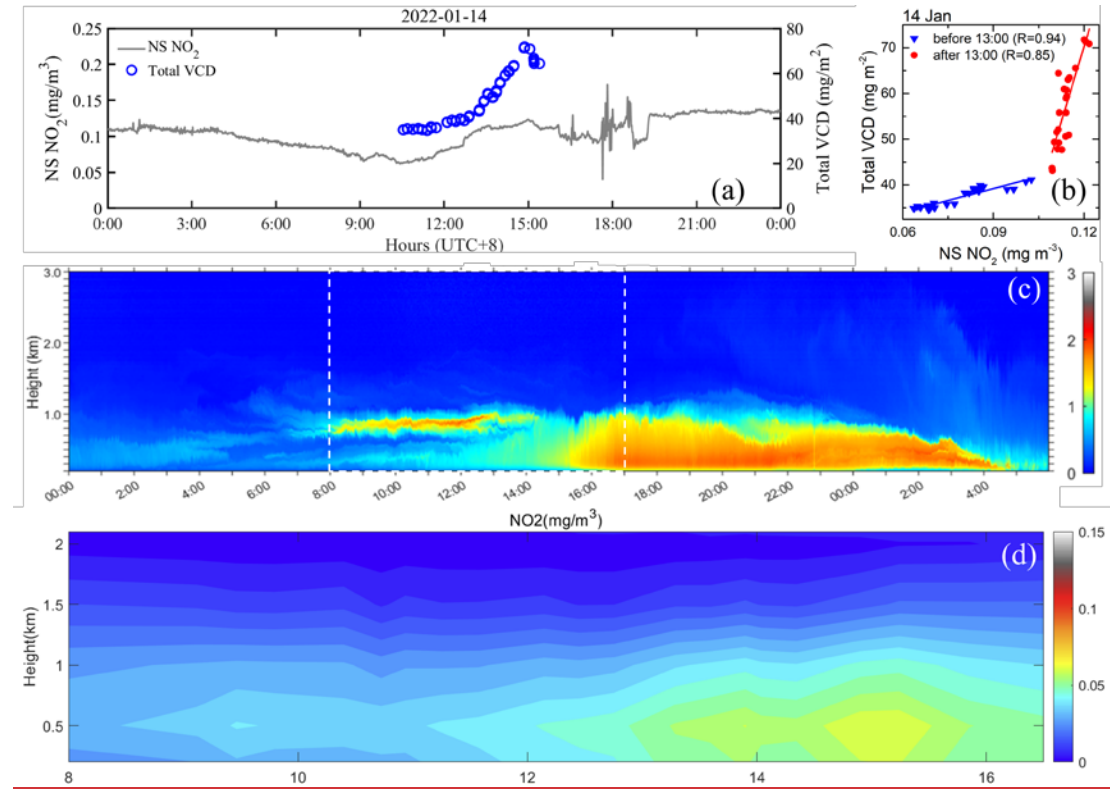 2022-01-14
0.25
0.2
0.15
0.1
0.05
0
NS NO2(mg/m³)
NS NO2
Total VCD
80
60
40
20
0
Total VCD (mg/m²)
(a)
0:00 3:00 6:00 9:00 12:00 15:00 18:00 21:00 0:00
Hours (UTC+8)
b)
14 Jan
before 13:00 (R=0.94)
after 13:00 (R=0.85)
70
60
50
40
Total VCD (mg m⁻²)
(b)
0.06 0.09 0.12
NS NO2 (mg m⁻³)
3.0
2.0
1.0
Height (km)
(c)
3
2
1
0
00:00 2:00 4:00 6:00 8:00 10:00 12:00 14:00 16:00 18:00 20:00 22:00 00:00 2:00 4:00
NO2(mg/m³)
2
1.5
1
0.5
Height(km)
(d)
0.15
0.1
0.05
0
8 10 12 14 16